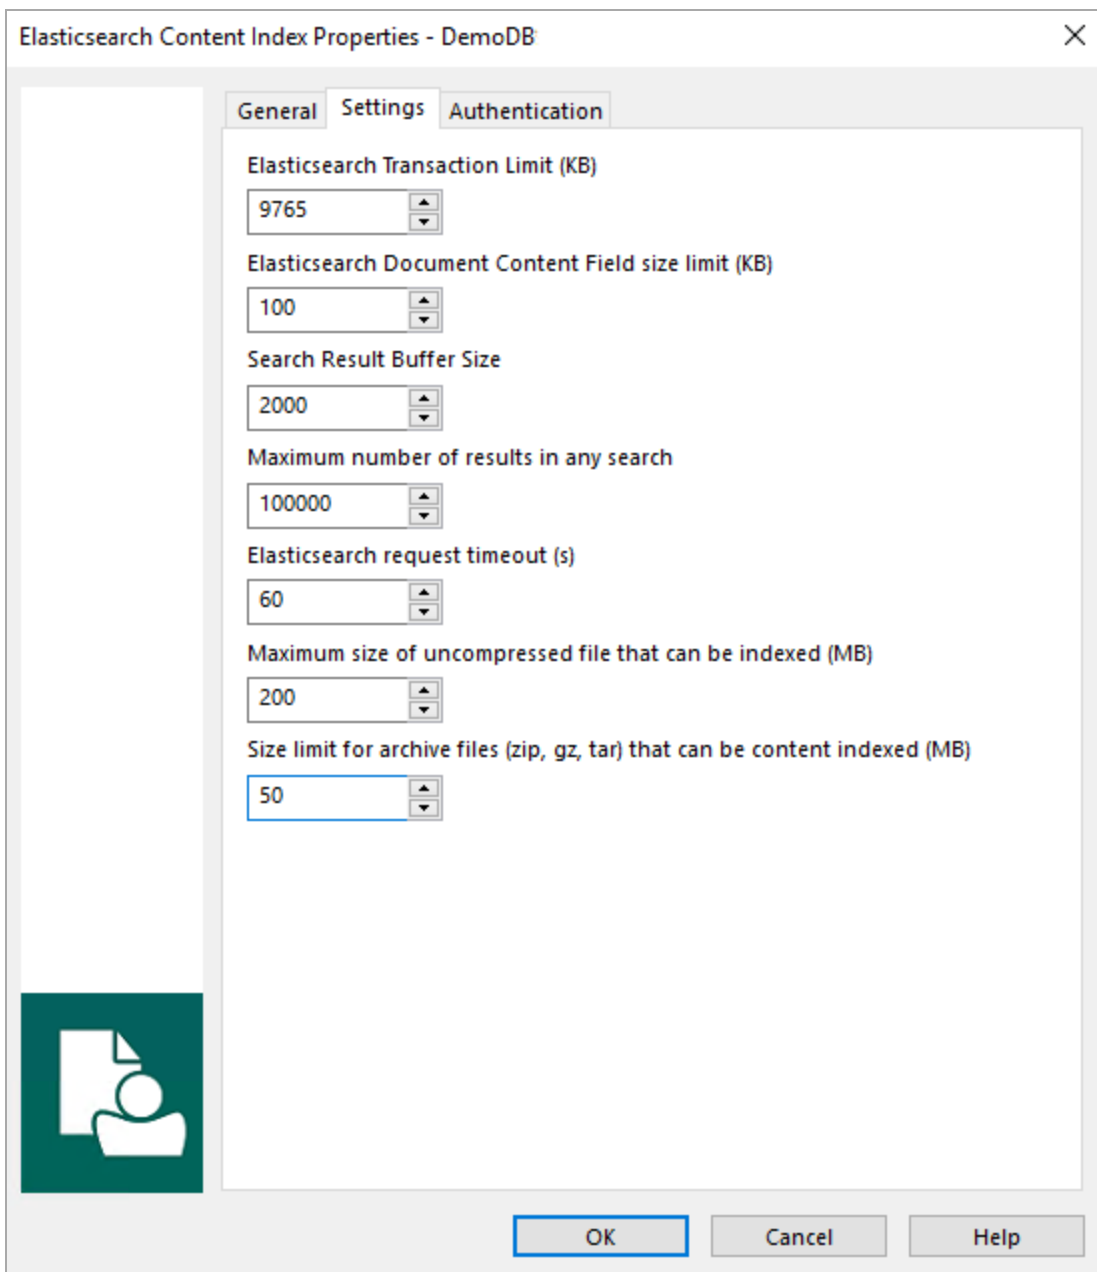 Elasticsearch Content Index Properties - DemoDB
General Settings Authentication
Elasticsearch Transaction Limit (KB)
9765
Elasticsearch Document Content Field size limit (KB)
100
Search Result Buffer Size
2000
Maximum number of results in any search
100000
Elasticsearch request timeout (s)
60
Maximum size of uncompressed file that can be indexed (MB)
200
Size limit for archive files (zip, gz, tar) that can be content indexed (MB)
50
OK Cancel Help